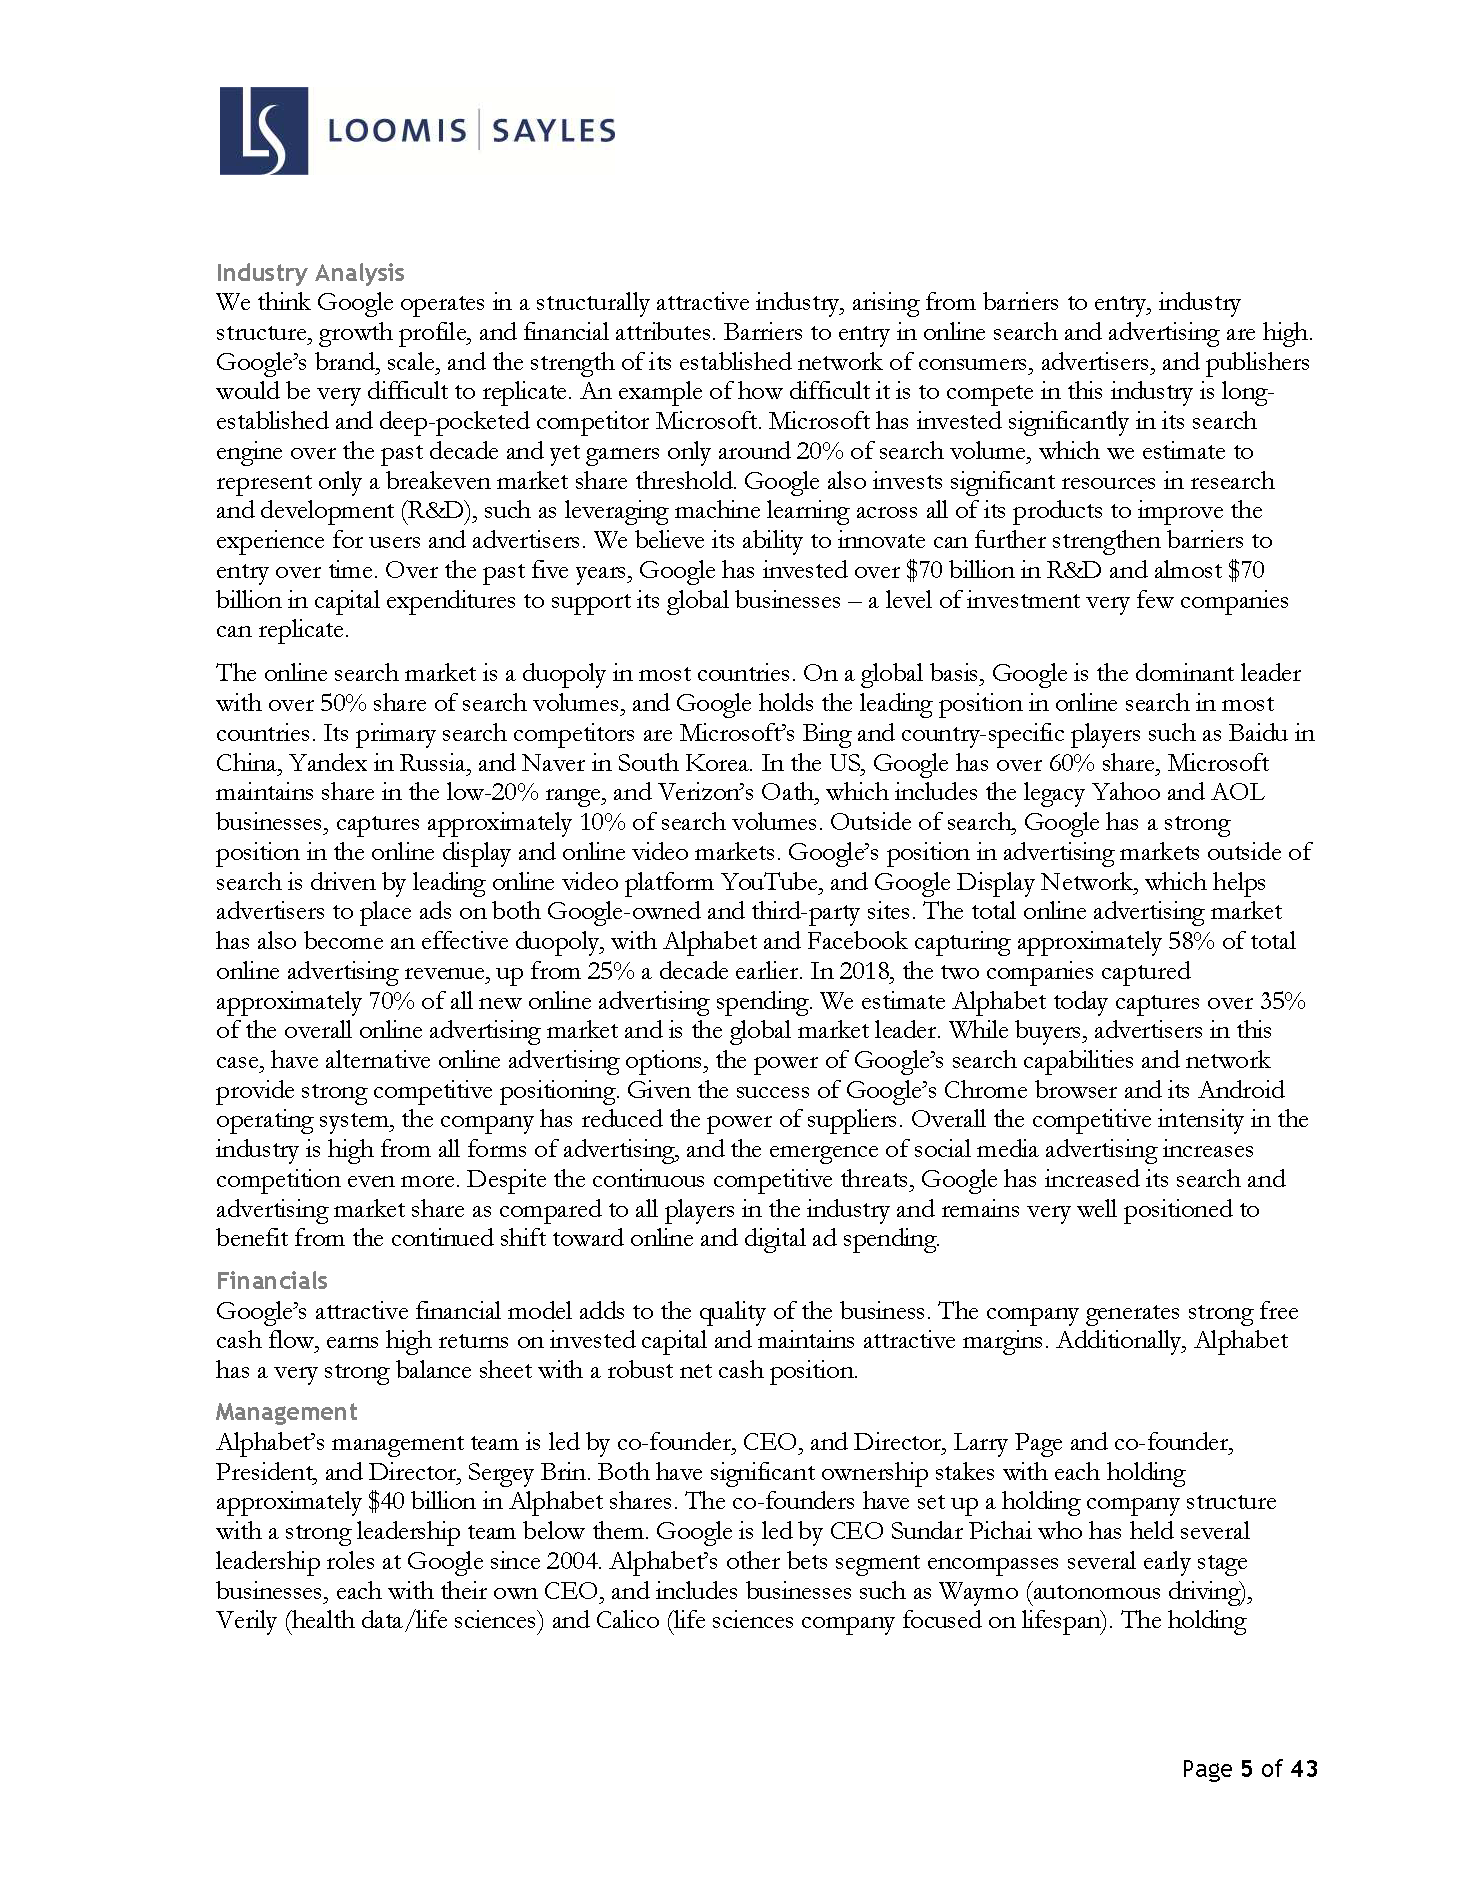 LS LOOMIS | SAYLES
Industry Analysis
We think Google operates in a structurally attractive industry, arising from barriers to entry, industry
structure, growth profile, and financial attributes. Barriers to entry in online search and advertising are high.
Google’s brand, scale, and the strength of its established network of consumers, advertisers, and publishers
would be very difficult to replicate. An example of how difficult it is to compete in this industry is long-
established and deep-pocketed competitor Microsoft. Microsoft has invested significantly in its search
engine over the past decade and yet garners only around 20% of search volume, which we estimate to
represent only a breakeven market share threshold. Google also invests significant resources in research
and development (R&D), such as leveraging machine learning across all of its products to improve the
experience for users and advertisers. We believe its ability to innovate can further strengthen barriers to
entry over time. Over the past five years, Google has invested over $70 billion in R&D and almost $70
billion in capital expenditures to support its global businesses – a level of investment very few companies
can replicate.
The online search market is a duopoly in most countries. On a global basis, Google is the dominant leader
with over 50% share of search volumes, and Google holds the leading position in online search in most
countries. Its primary search competitors are Microsoft’s Bing and country-specific players such as Baidu in
China, Yandex in Russia, and Naver in South Korea. In the US, Google has over 60% share, Microsoft
maintains share in the low-20% range, and Verizon’s Oath, which includes the legacy Yahoo and AOL
businesses, captures approximately 10% of search volumes. Outside of search, Google has a strong
position in the online display and online video markets. Google’s position in advertising markets outside of
search is driven by leading online video platform YouTube, and Google Display Network, which helps
advertisers to place ads on both Google-owned and third-party sites. The total online advertising market
has also become an effective duopoly, with Alphabet and Facebook capturing approximately 58% of total
online advertising revenue, up from 25% a decade earlier. In 2018, the two companies captured
approximately 70% of all new online advertising spending. We estimate Alphabet today captures over 35%
of the overall online advertising market and is the global market leader. While buyers, advertisers in this
case, have alternative online advertising options, the power of Google’s search capabilities and network
provide strong competitive positioning. Given the success of Google’s Chrome browser and its Android
operating system, the company has reduced the power of suppliers. Overall the competitive intensity in the
industry is high from all forms of advertising, and the emergence of social media advertising increases
competition even more. Despite the continuous competitive threats, Google has increased its search and
advertising market share as compared to all players in the industry and remains very well positioned to
benefit from the continued shift toward online and digital ad spending.
Financials
Google’s attractive financial model adds to the quality of the business. The company generates strong free
cash flow, earns high returns on invested capital and maintains attractive margins. Additionally, Alphabet
has a very strong balance sheet with a robust net cash position.
Management
Alphabet’s management team is led by co-founder, CEO, and Director, Larry Page and co-founder,
President, and Director, Sergey Brin. Both have significant ownership stakes with each holding
approximately $40 billion in Alphabet shares. The co-founders have set up a holding company structure
with a strong leadership team below them. Google is led by CEO Sundar Pichai who has held several
leadership roles at Google since 2004. Alphabet’s other bets segment encompasses several early stage
businesses, each with their own CEO, and includes businesses such as Waymo (autonomous driving),
Verily (health data/life sciences) and Calico (life sciences company focused on lifespan). The holding
Page 5 of 43